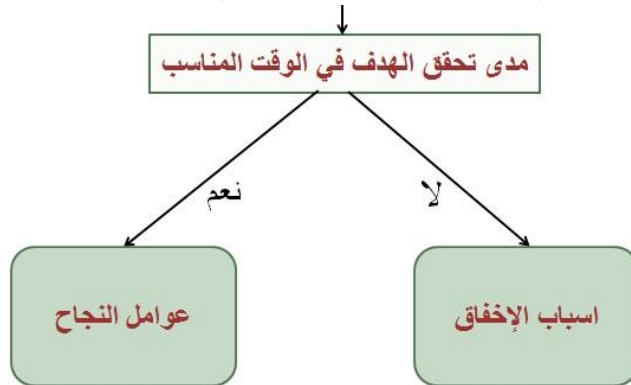 مدى تحقق الهدف في الوقت المناسب
لا
نعم
اسباب الإخفاق
عوامل النجاح